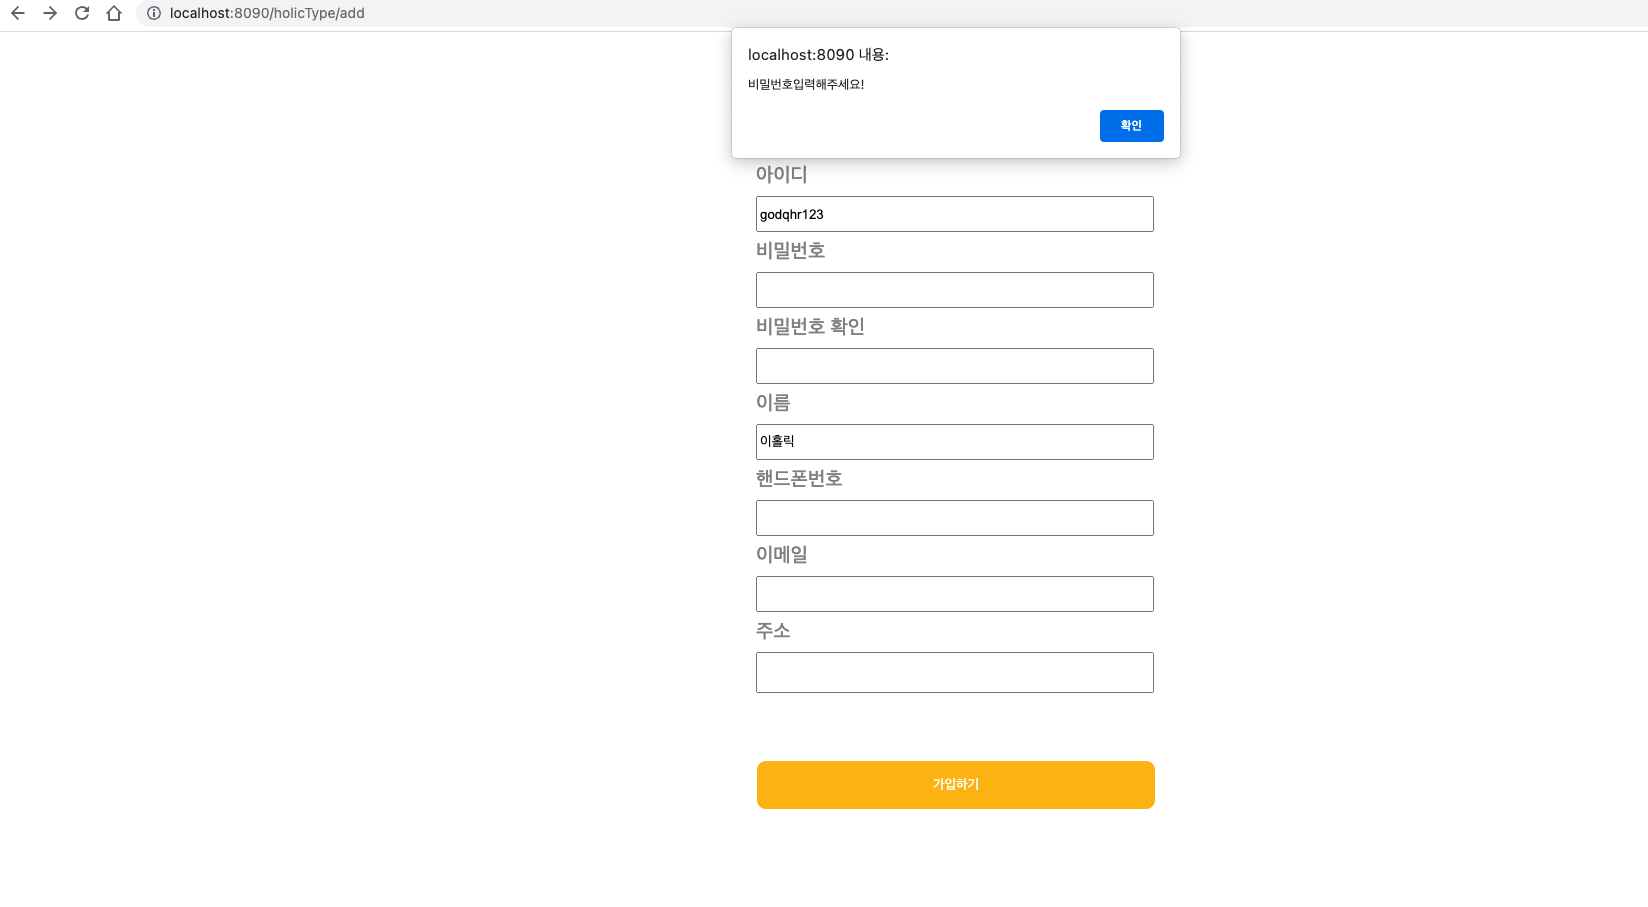 localhost:8090/holicType/add
localhost:8090 내용:
비밀번호입력해주세요!
확인
아이디
godqhr123
비밀번호
비밀번호 확인
이름
이홀릭
핸드폰번호
이메일
주소
가입하기